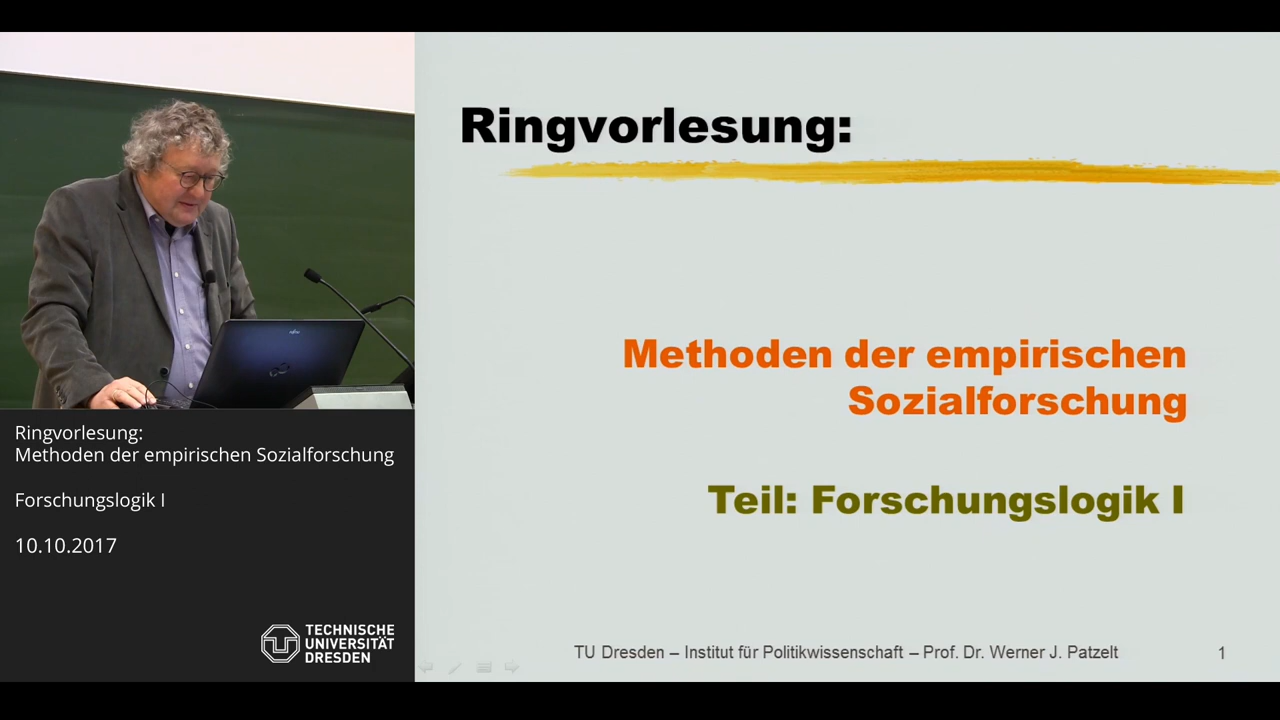 Ringvorlesung:
Methoden der empirischen
Sozialforschung
Teil: Forschungslogik I
TU Dresden – Institut für Politikwissenschaft – Prof. Dr. Werner J. Patzelt
1
Ringvorlesung:
Methoden der empirischen Sozialforschung
Forschungslogik I
10.10.2017
TECHNISCHE
UNIVERSITÄT
DRESDEN